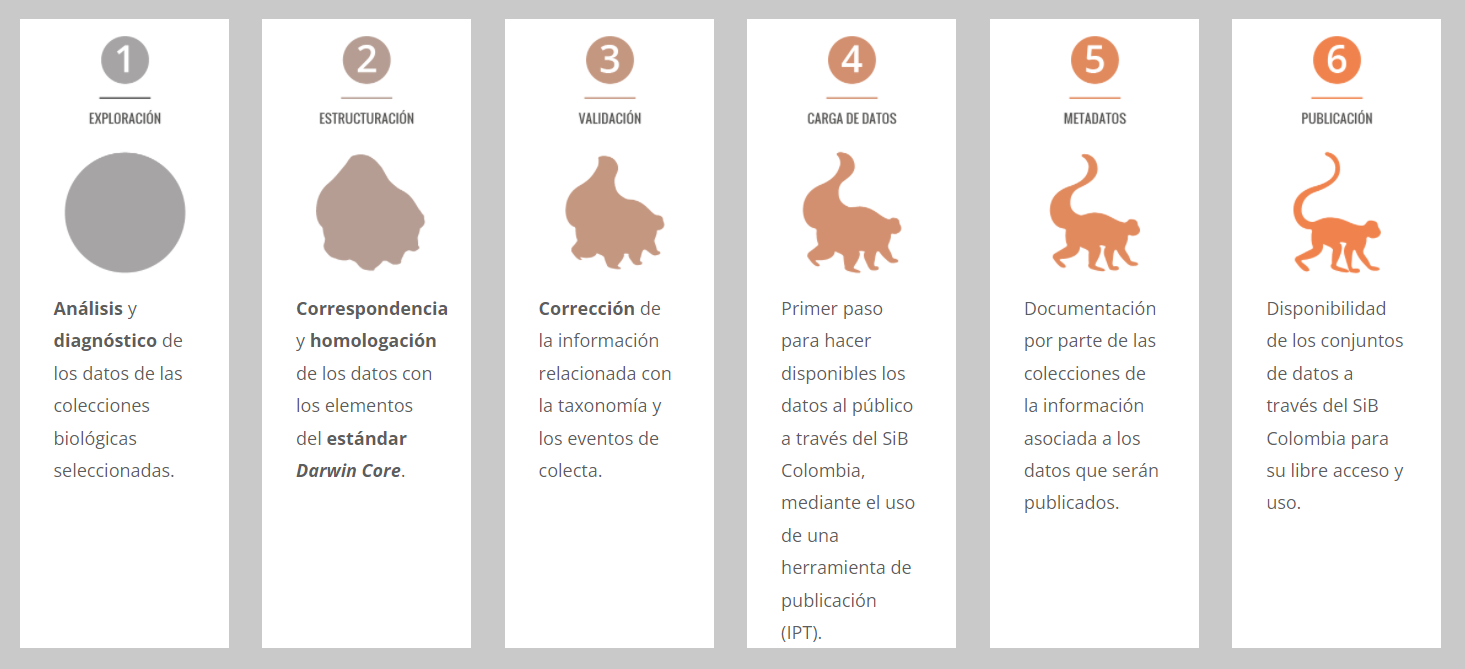 1
EXPLORACIÓN
Análisis y
diagnóstico de
los datos de las
colecciones
biológicas
seleccionadas.
2
ESTRUCTURACIÓN
Correspondencia
y homologación
de los datos con
los elementos
del estándar
Darwin Core.
3
VALIDACIÓN
Corrección de
la información
relacionada con
la taxonomía y
los eventos de
colecta.
4
CARGA DE DATOS
Primer paso
para hacer
disponibles los
datos al público
a través del SiB
Colombia,
mediante el uso
de una
herramienta de
publicación
(IPT).
5
METADATOS
Documentación
por parte de las
colecciones de
la información
asociada a los
datos que serán
publicados.
6
PUBLICACIÓN
Disponibilidad
de los conjuntos
de datos a
través del SiB
Colombia para
su libre acceso y
uso.